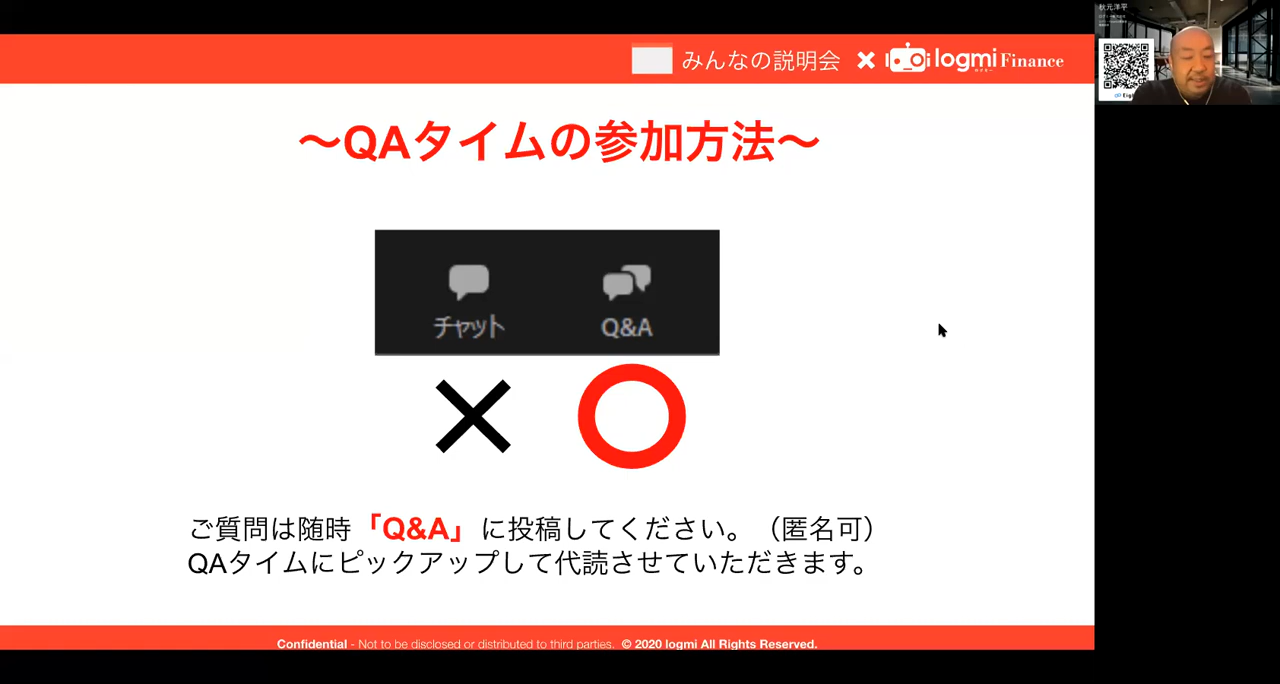 みんなの説明会 × logmi Finance
秋元洋平
〜QAタイムの参加方法〜
チャット Q&A
ご質問は随時「Q&A」に投稿してください。（匿名可）
QAタイムにピックアップして代読させていただきます。
Confidential - Not to be disclosed or distributed to third parties. © 2020 logmi All Rights Reserved.